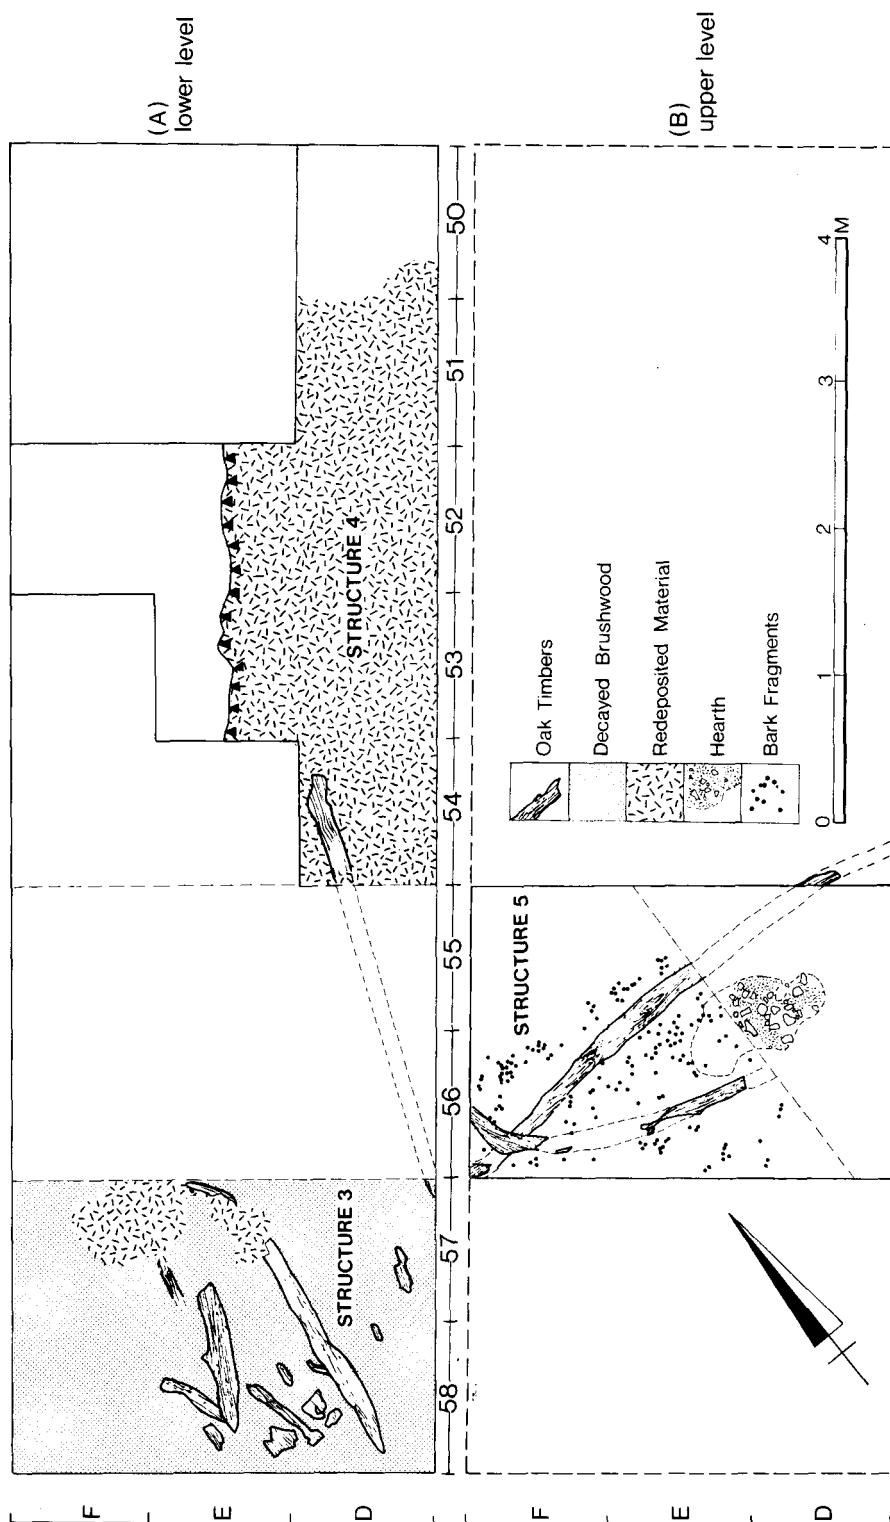 (A)
lower level
F
E
D
STRUCTURE 3
STRUCTURE 4
58 57 56 55 54 53 52 51 50
(B)
upper level
F
E
D
STRUCTURE 5
Oak Timbers
Decayed Brushwood
Redeposited Material
Hearth
Bark Fragments
0 1 2 3 4
M